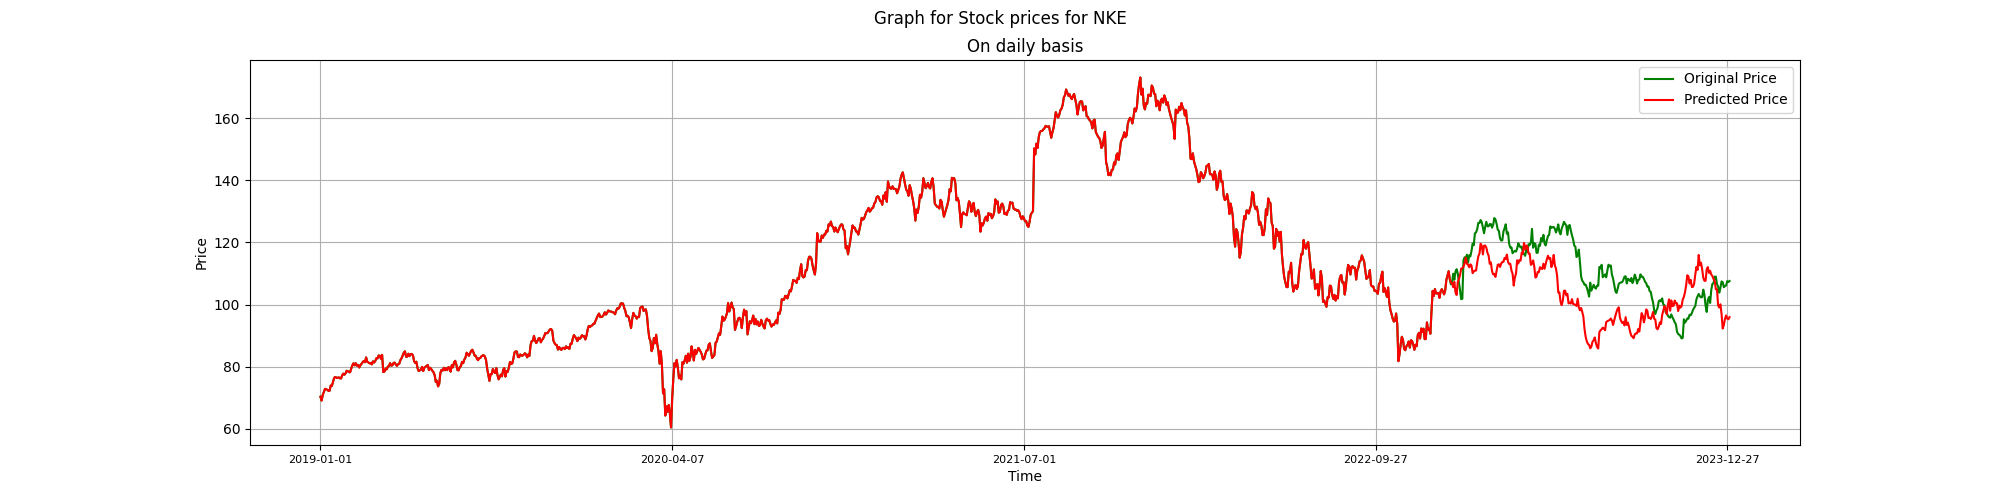 Graph for Stock prices for NKE
On daily basis
Original Price
Predicted Price
Price
160
140
120
100
80
60
2019-01-01
2020-04-07
2021-07-01
2022-09-27
2023-12-27
Time